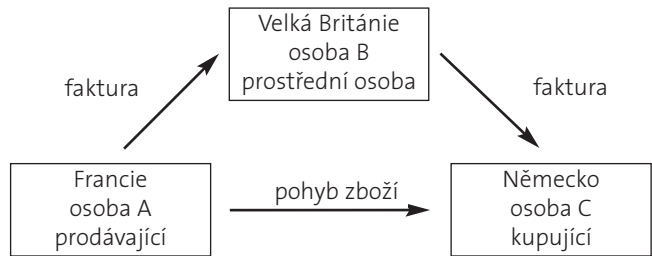 Velká Británie
osoba B
prostřední osoba
faktura
faktura
Francie
osoba A
prodávající
pohyb zboží
Německo
osoba C
kupující